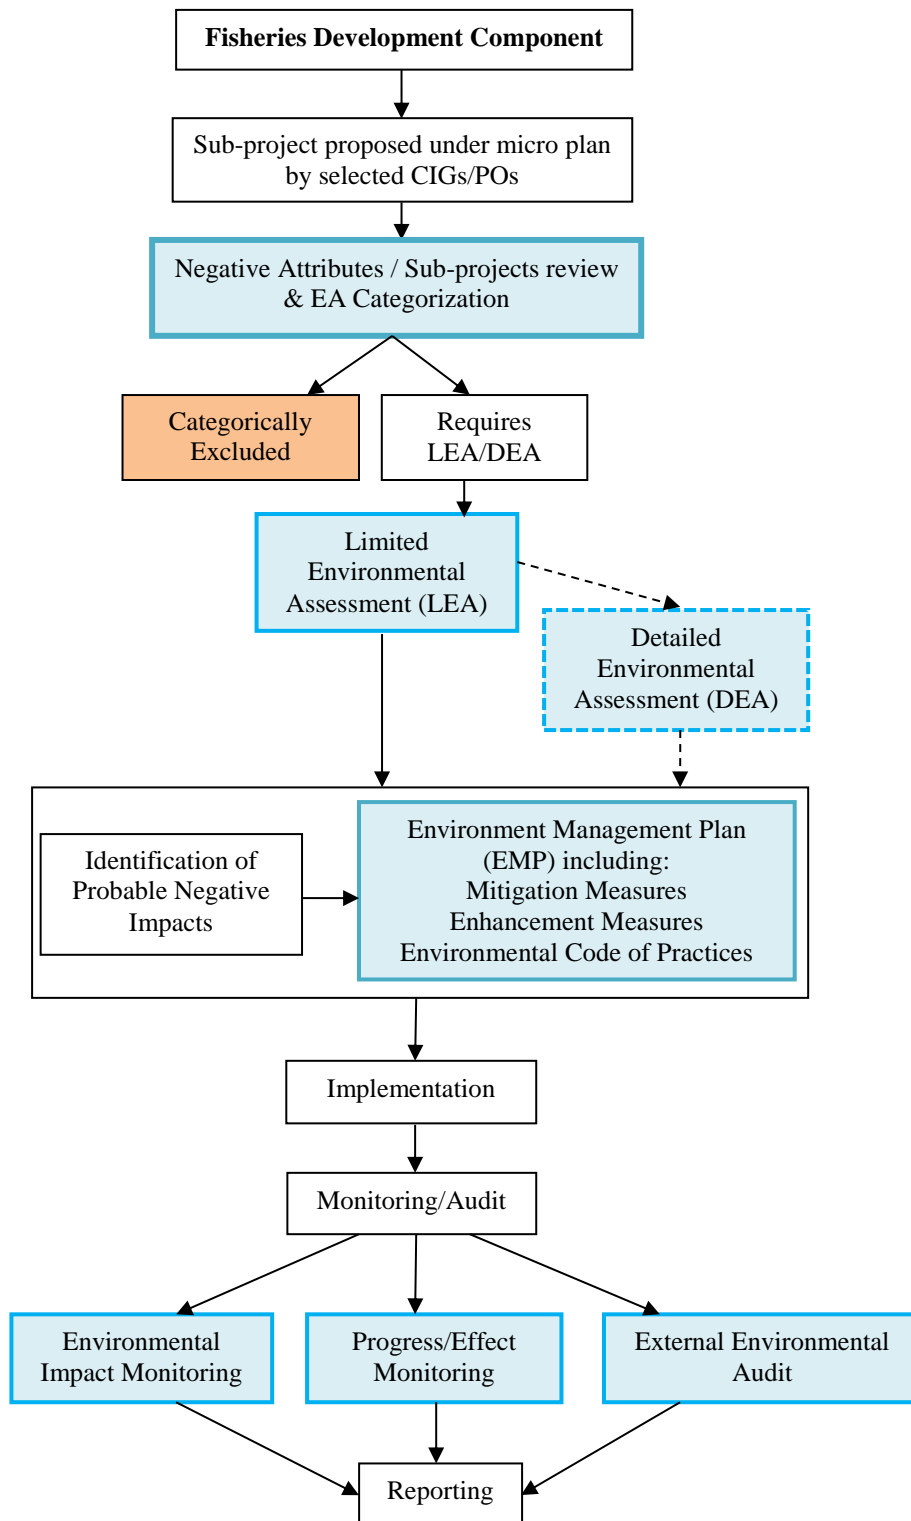 Fisheries Development Component
Sub-project proposed under micro plan
by selected CIGs/POs
Negative Attributes / Sub-projects review
& EA Categorization
Categorically
Excluded
Requires
LEA/DEA
Limited
Environmental
Assessment (LEA)
Detailed
Environmental
Assessment (DEA)
Identification of
Probable Negative
Impacts
Environment Management Plan
(EMP) including:
Mitigation Measures
Enhancement Measures
Environmental Code of Practices
Implementation
Monitoring/Audit
Environmental
Impact Monitoring
Progress/Effect
Monitoring
External Environmental
Audit
Reporting